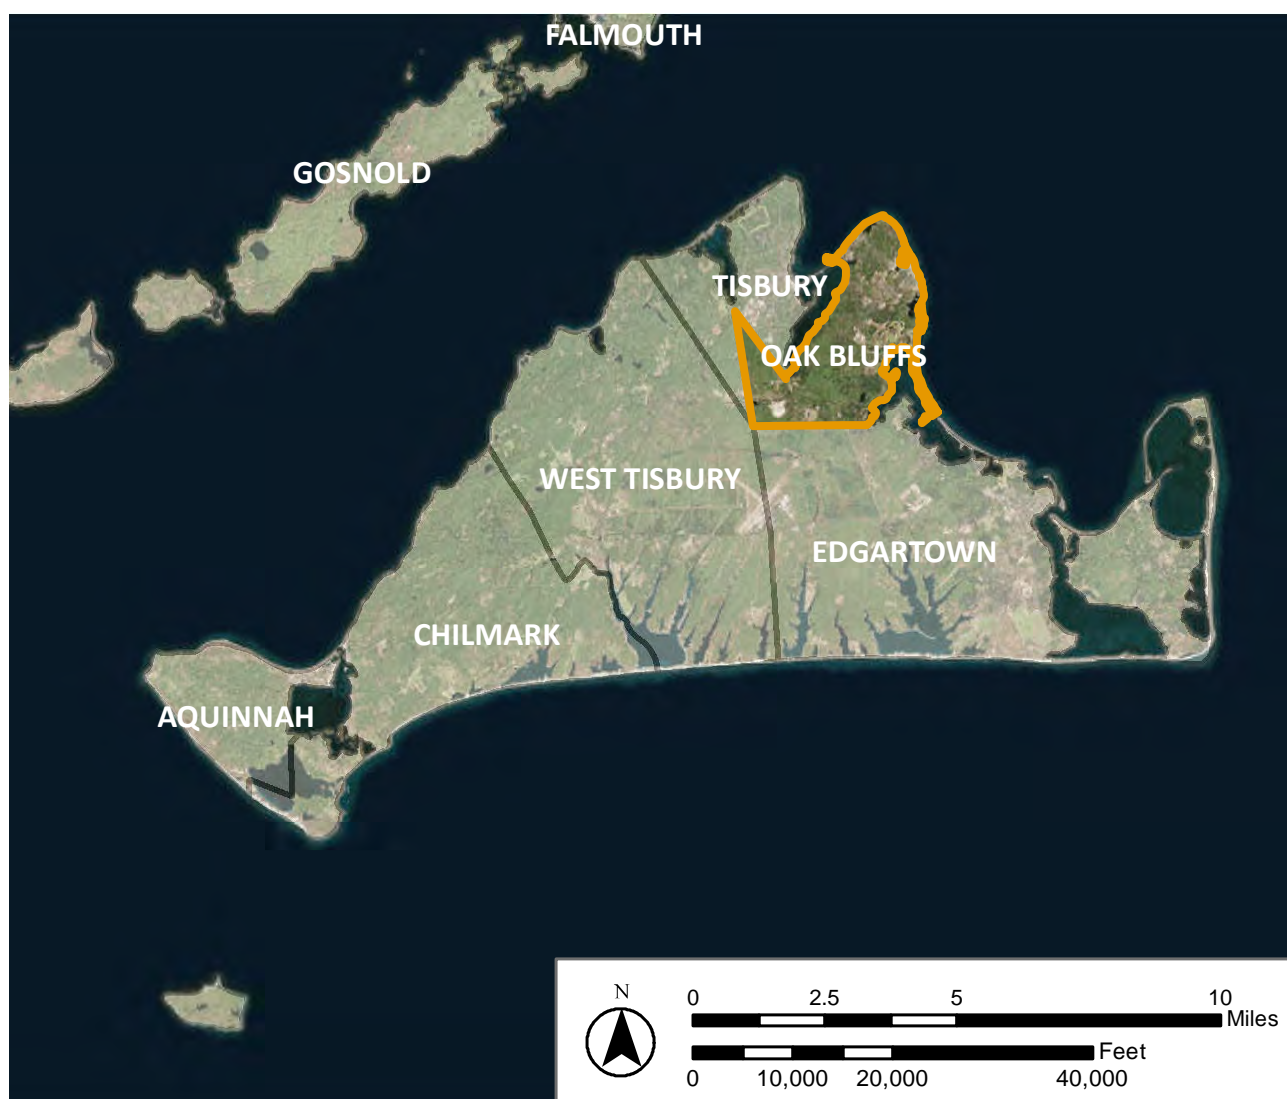 FALMOUTH
GOSNOLD
TISBURY
OAK BLUFFS
WEST TISBURY
EDGARTOWN
CHILMARK
AQUINNAH
N
0 2.5 5 10
Miles
Feet
0 10,000 20,000 40,000